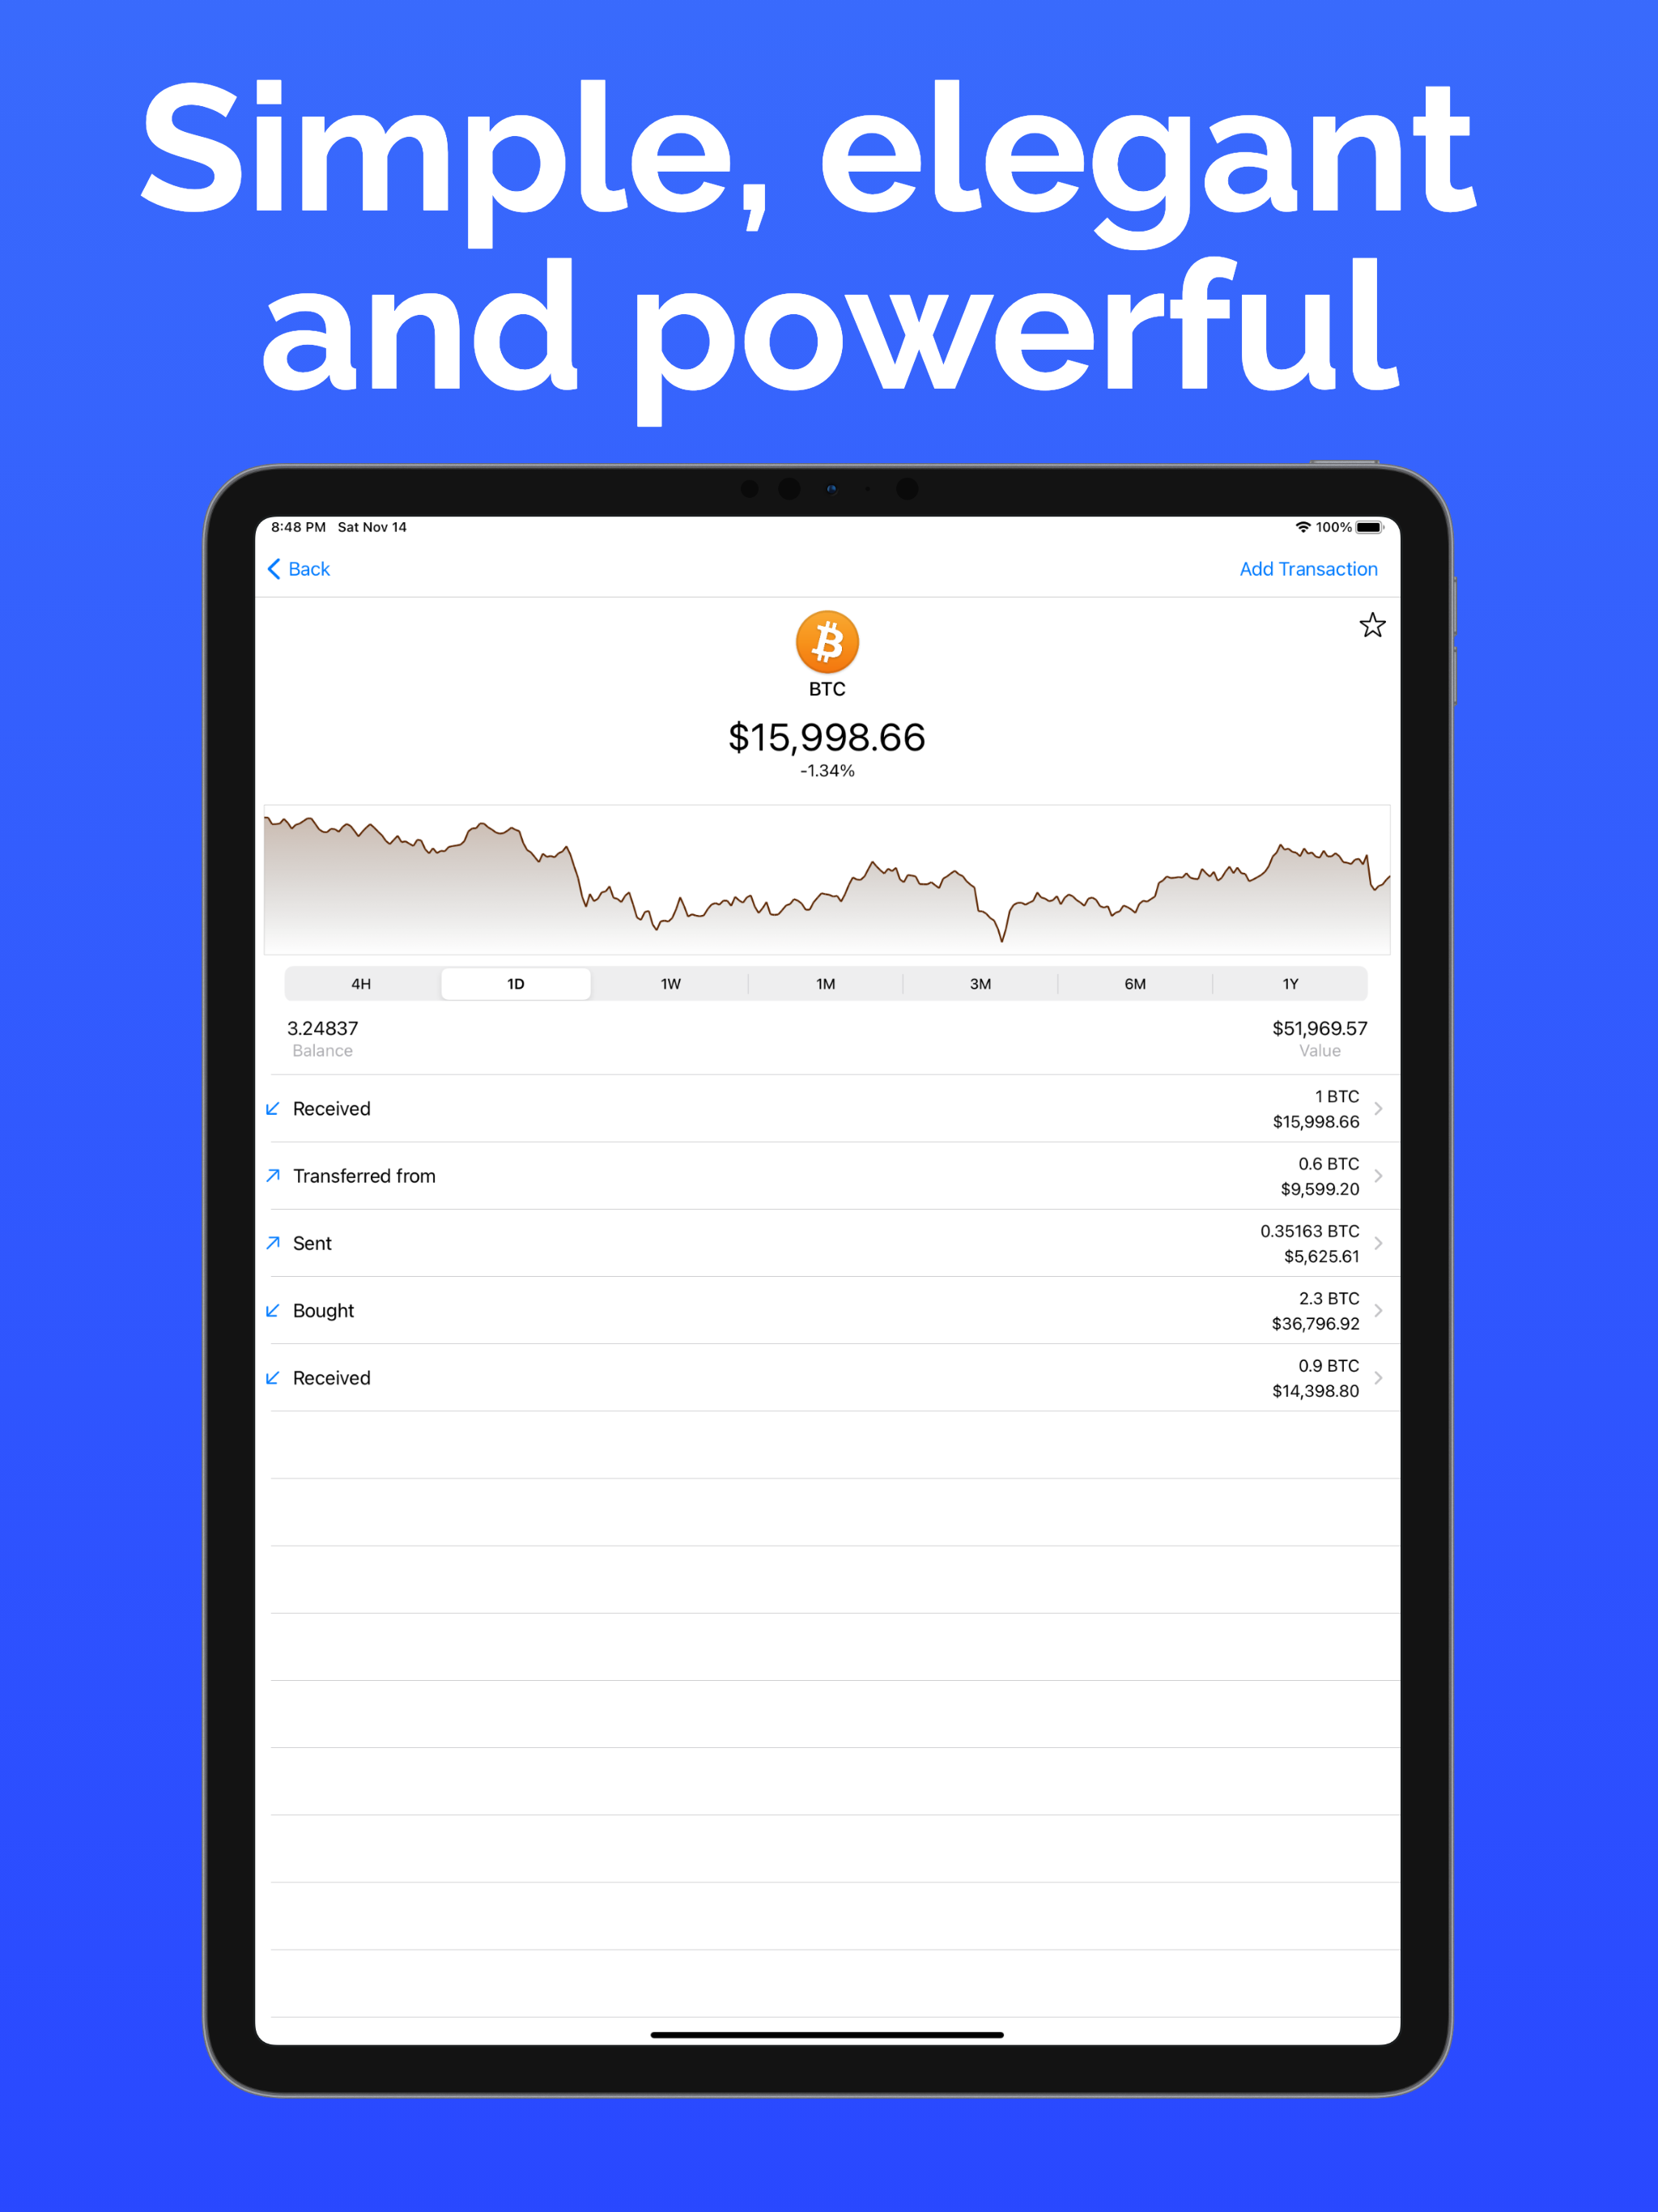 Simple, elegant
and powerful
8:48 PM Sat Nov 14
100%
Back
Add Transaction
BTC
$15,998.66
-1.34%
4H 1D 1W 1M 3M 6M 1Y
3.24837
$51,969.57
Balance
Value
Received
1 BTC
$15,998.66
Transferred from
0.6 BTC
$9,599.20
Sent
0.35163 BTC
$5,625.61
Bought
2.3 BTC
$36,796.92
Received
0.9 BTC
$14,398.80